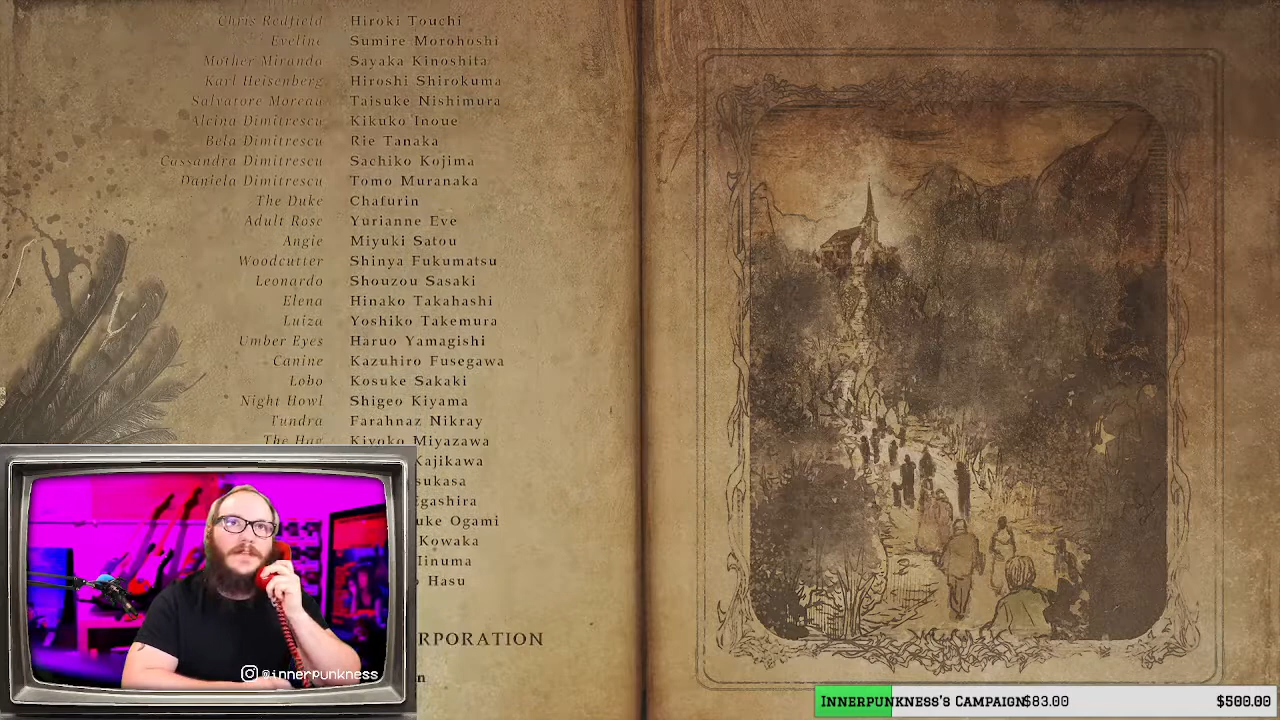 Chris Redfield Hiroki Touchi
Eveline Sumire Morohoshi
Mother Miranda Sayaka Kinoshita
Karl Heisenberg Hiroshi Shirokuma
Salvatore Moreau Taisuke Nishimura
Alcina Dimitrescu Kikuko Inoue
Bela Dimitrescu Rie Tanaka
Cassandra Dimitrescu Sachiko Kojima
Daniela Dimitrescu Tomo Muranaka
The Duke Chafurin
Adult Rose Yurianne Eve
Angie Miyuki Satou
Woodcutter Shinya Fukumatsu
Leonardo Shouzou Sasaki
Elena Hinako Takahashi
Luiza Yoshiko Takemura
Umber Eyes Haruo Yamagishi
Canine Kazuhiro Fusegawa
Lobo Kosuke Sakaki
Night Howl Shigeo Kiyama
Tundra Farahnaz Nikray
The Hag Kiyoko Miyazawa
Kajikawa
sukasa
gashira
uke Ogami
Kowaka
Iinuma
Hasu
RPORATION
n
@innerpunkness
Innerpunkness's Campaign $83.00 $500.00